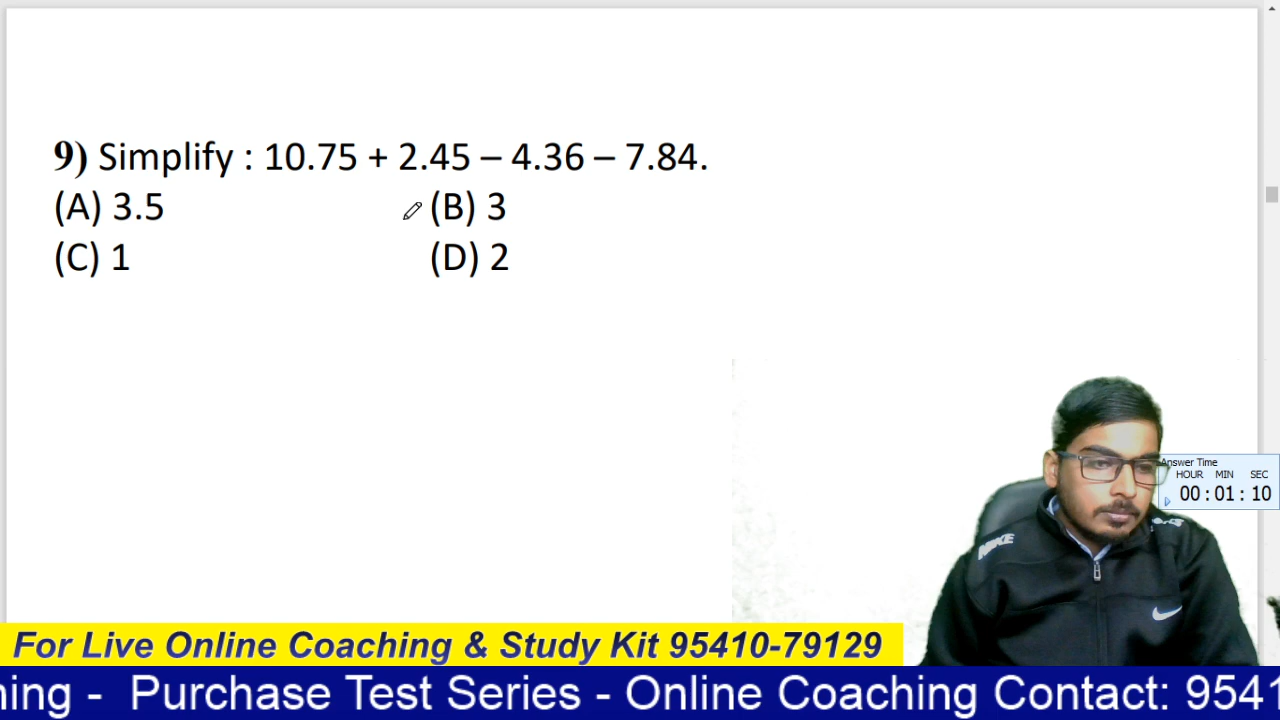 9) Simplify : 10.75 + 2.45 – 4.36 – 7.84.
(A) 3.5 (B) 3
(C) 1 (D) 2
Answer Time
HOUR MIN SEC
00 : 01 : 10
NIKE
For Live Online Coaching & Study Kit 95410-79129
ning - Purchase Test Series - Online Coaching Contact: 9541